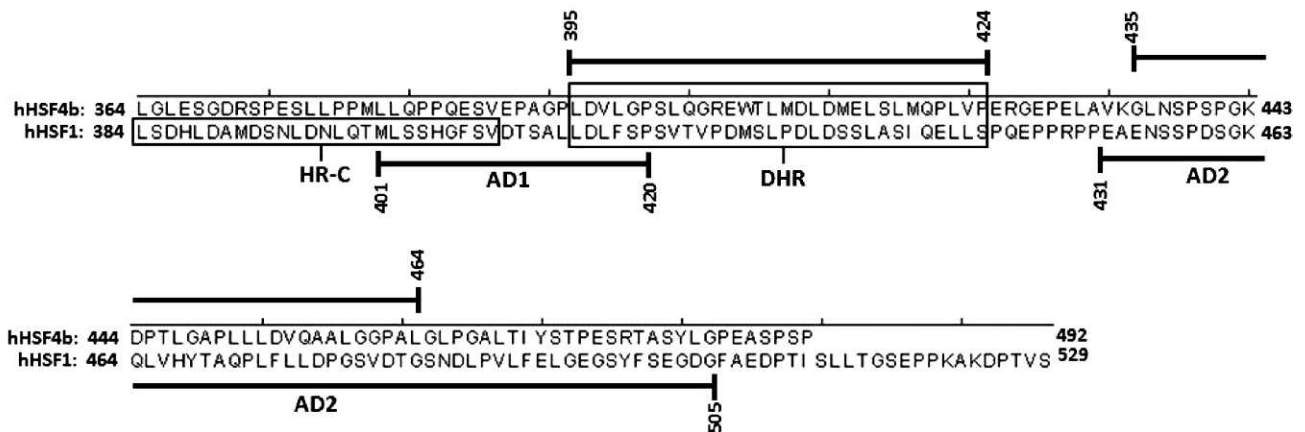 395 424 435
hHSF4b: 364 LGLESGDRSPESLLPPMLLQPPQESVEPAGPLDVLGPSLQGREWTLMDLDMELSLMQPLVPERGEPELAVKGLNSPSPGK 443
hHSF1: 384 LSDHLDAMDSNLDNLQTMLSSHGFSVDTSALLDLFSPSVTVPDMSLPDLDSSLASIQELLSPQEPPRPPEAENSSPDSGK 463
HR-C 401 AD1 420 DHR 431 AD2
464
hHSF4b: 444 DPTLGAPLLLDVQAALGGPALGLPGALTIYSTPESRTASYLGPEASPSP 492
hHSF1: 464 QLVHYTAQPLFLLDPGSVDTGSNDLPVLFELGEGSYFSEGDGFAEDPTISLLTGSEPPKAKDPTVS 529
AD2 505